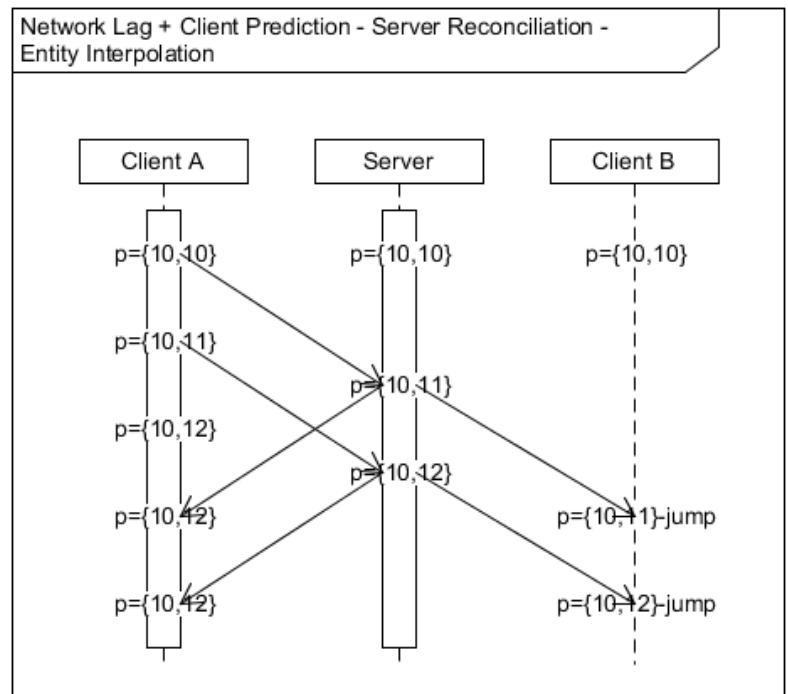 Network Lag + Client Prediction - Server Reconciliation -
Entity Interpolation
Client A
Server
Client B
p={10,10}
p={10,10}
p={10,10}
p={10,11}
p={10,11}
p={10,12}
p={10,12}
p={10,12}
p={10,11}-jump
p={10,12}
p={10,12}-jump